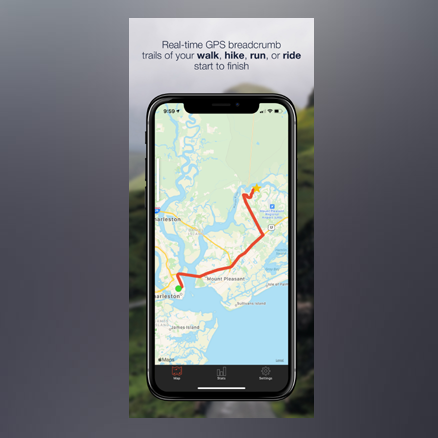 Real-time GPS breadcrumb
trails of your walk, hike, run, or ride
start to finish
9:59
arleston
Mount Pleasant
harleston
James Island
Maps
Map
Stats
Settings